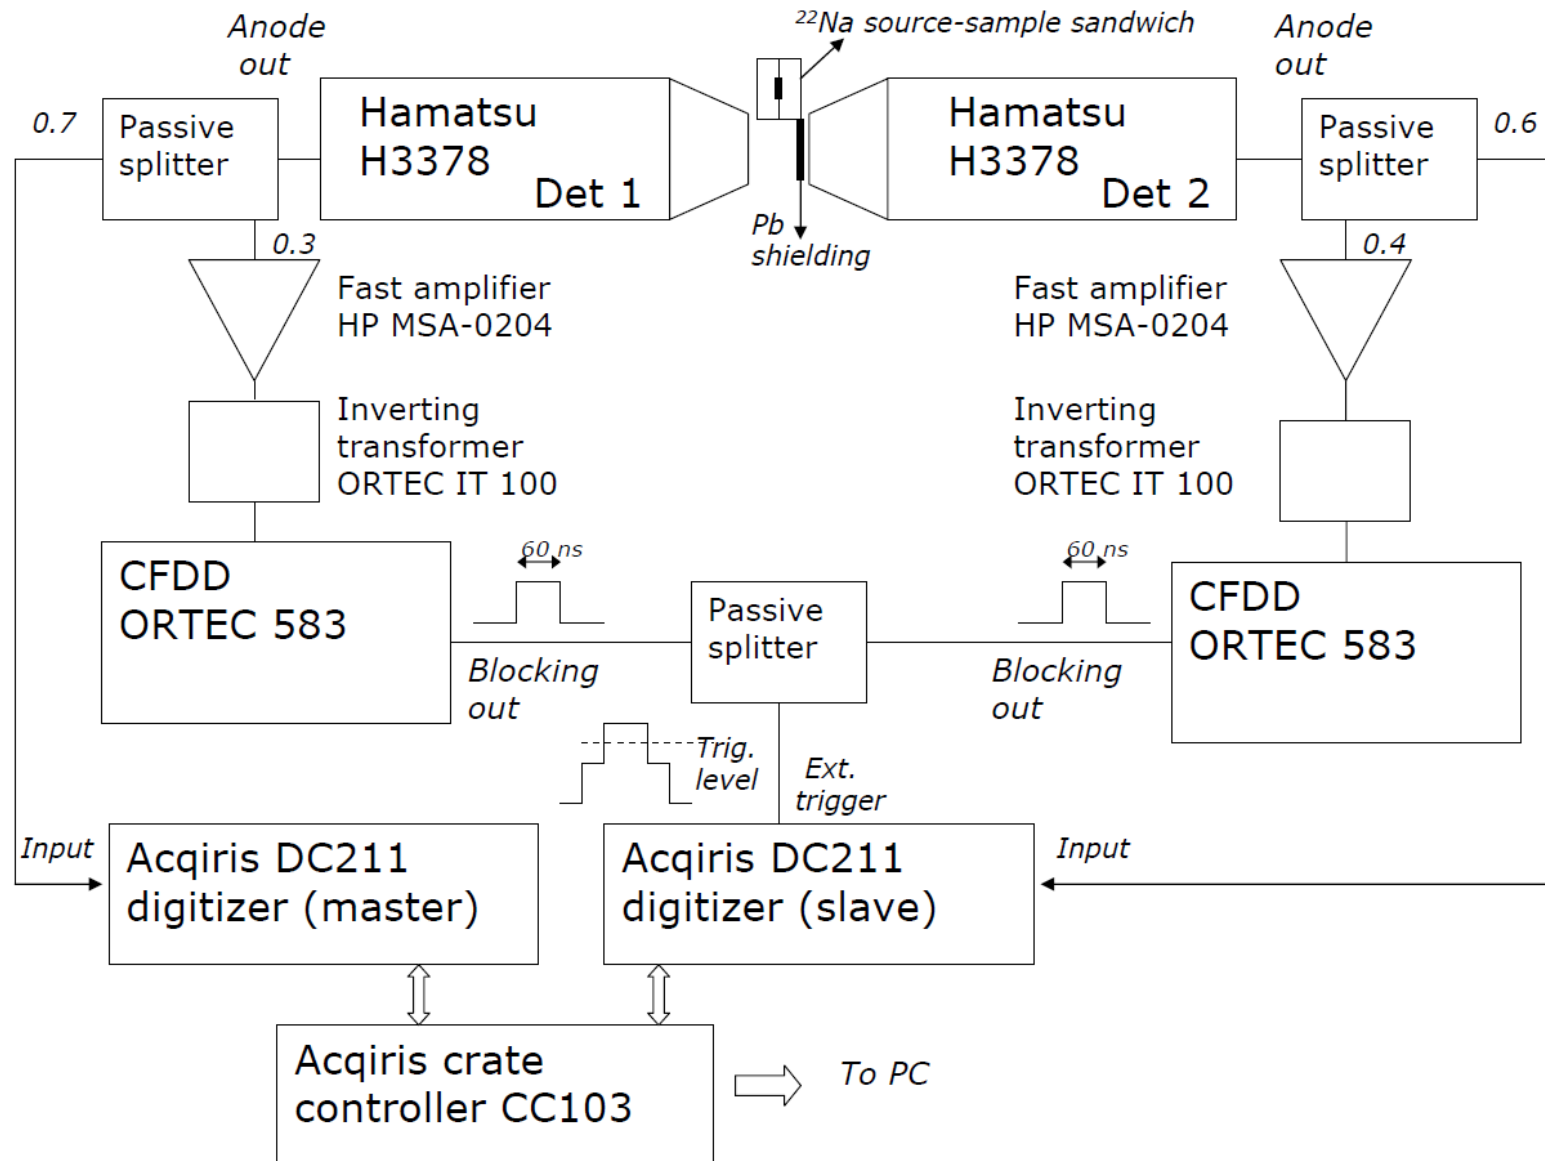 ²²Na source-sample sandwich
Anode
out
Anode
out
0.7
Passive
splitter
Hamatsu
H3378
Det 1
Hamatsu
H3378
Det 2
Passive
splitter
0.6
Pb
shielding
0.3
0.4
Fast amplifier
HP MSA-0204
Fast amplifier
HP MSA-0204
Inverting
transformer
ORTEC IT 100
Inverting
transformer
ORTEC IT 100
CFDD
ORTEC 583
60 ns
Passive
splitter
60 ns
CFDD
ORTEC 583
Blocking
out
Blocking
out
Trig.
level
Ext.
trigger
Input
Acqiris DC211
digitizer (master)
Acqiris DC211
digitizer (slave)
Input
Acqiris crate
controller CC103
To PC